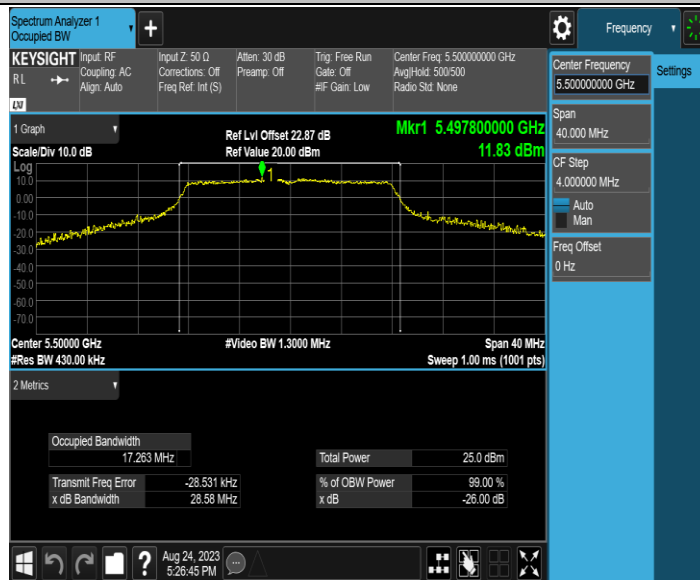 Spectrum Analyzer 1
Occupied BW
+
Frequency
KEYSIGHT
R L
LXI
Input: RF
Coupling: AC
Align: Auto
Input Z: 50 Ω
Corrections: Off
Freq Ref: Int (S)
Atten: 30 dB
Preamp: Off
Trig: Free Run
Gate: Off
#IF Gain: Low
Center Freq: 5.500000000 GHz
Avg|Hold: 500/500
Radio Std: None
Center Frequency
5.500000000 GHz
Settings
Span
40.000 MHz
CF Step
4.000000 MHz
Auto
Man
Freq Offset
0 Hz
1 Graph
Scale/Div 10.0 dB
Ref Lvl Offset 22.87 dB
Ref Value 20.00 dBm
Mkr1 5.497800000 GHz
11.83 dBm
Log
10.0
0.00
-10.0
-20.0
-30.0
-40.0
-50.0
-60.0
-70.0
1
Center 5.50000 GHz
#Res BW 430.00 kHz
#Video BW 1.3000 MHz
Span 40 MHz
Sweep 1.00 ms (1001 pts)
2 Metrics
Occupied Bandwidth
17.263 MHz
Total Power 25.0 dBm
Transmit Freq Error -28.531 kHz
% of OBW Power 99.00 %
x dB Bandwidth 28.58 MHz
x dB -26.00 dB
?
Aug 24, 2023
5:26:45 PM